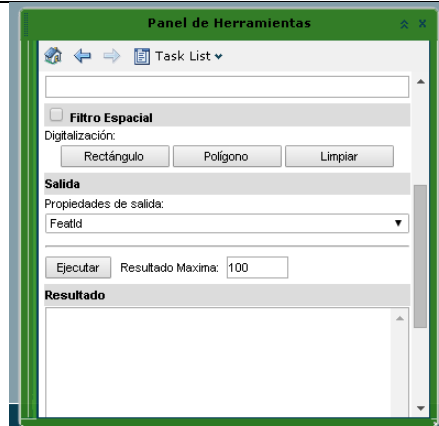 Panel de Herramientas
Task List
Filtro Espacial
Digitalización:
Rectángulo Polígono Limpiar
Salida
Propiedades de salida:
FeatId
Ejecutar Resultado Maxima: 100
Resultado